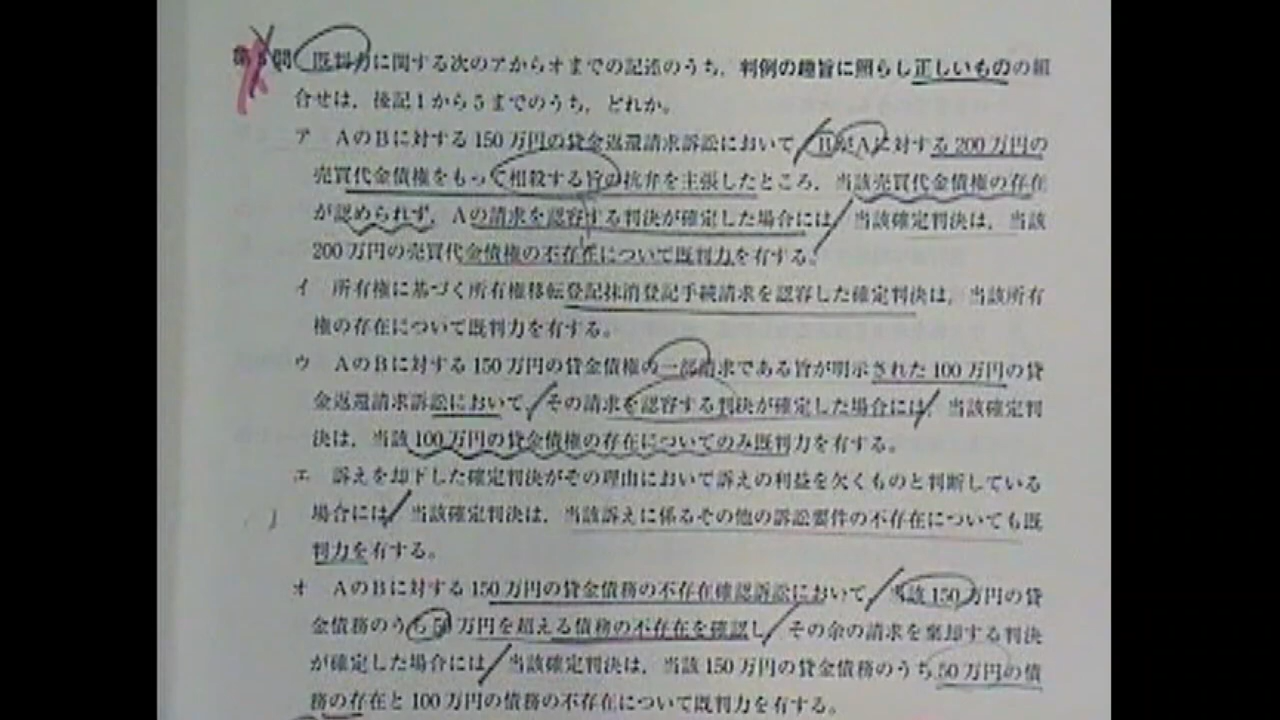 第5問 既判力に関する次のアからオまでの記述のうち，判例の趣旨に照らし正しいものの組
合せは，後記1から5までのうち，どれか。
ア　AのBに対する150万円の貸金返還請求訴訟において，BがAに対する200万円の
売買代金債権をもって相殺する旨の抗弁を主張したところ，当該売買代金債権の存在
が認められず，Aの請求を認容する判決が確定した場合には，当該確定判決は，当該
200万円の売買代金債権の不存在について既判力を有する。
イ　所有権に基づく所有権移転登記抹消登記手続請求を認容した確定判決は，当該所有
権の存在について既判力を有する。
ウ　AのBに対する150万円の貸金債権の一部請求である旨が明示された100万円の貸
金返還請求訴訟において，その請求を認容する判決が確定した場合には，当該確定判
決は，当該100万円の貸金債権の存在についてのみ既判力を有する。
エ　訴えを却下した確定判決がその理由において訴えの利益を欠くものと判断している
場合には，当該確定判決は，当該訴えに係るその他の訴訟要件の不存在についても既
判力を有する。
オ　AのBに対する150万円の貸金債務の不存在確認訴訟において，当該150万円の貸
金債務のうち50万円を超える債務の不存在を確認し，その余の請求を棄却する判決
が確定した場合には，当該確定判決は，当該150万円の貸金債務のうち50万円の債
務の存在と100万円の債務の不存在について既判力を有する。